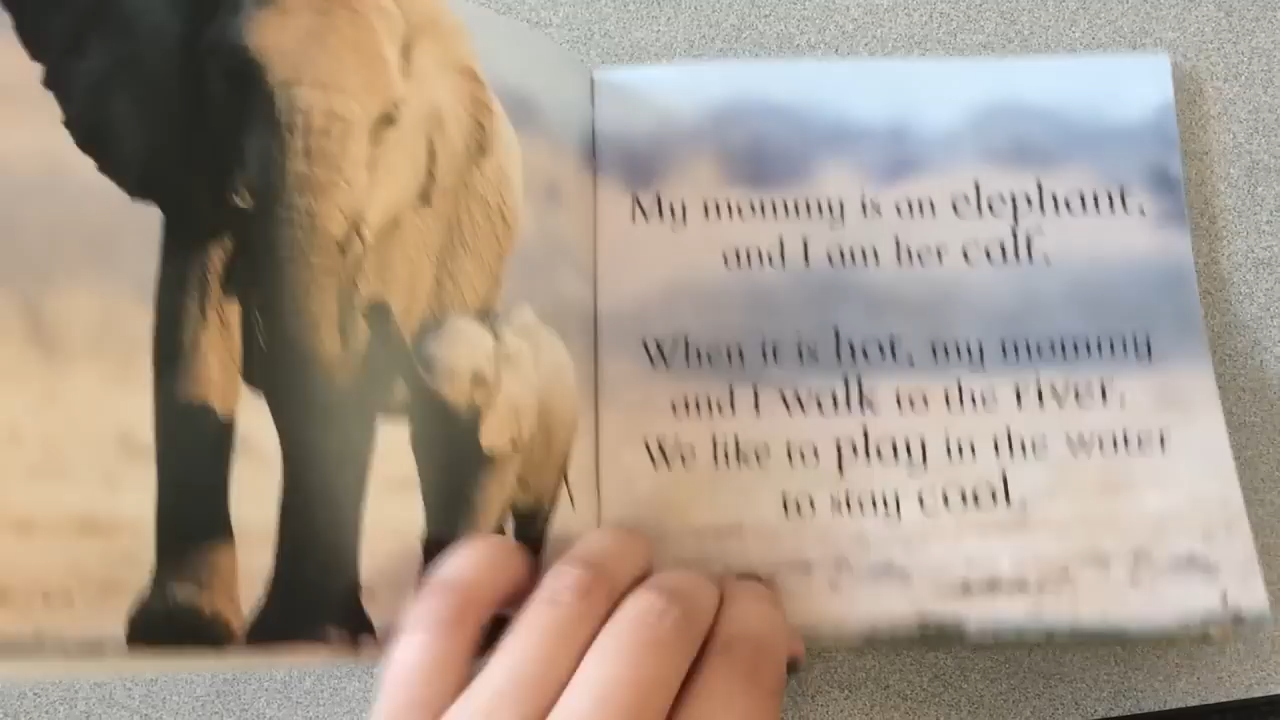 My mommy is an elephant,
and I am her calf.
When it is hot, my mommy
and I walk to the river.
We like to play in the water
to stay cool.